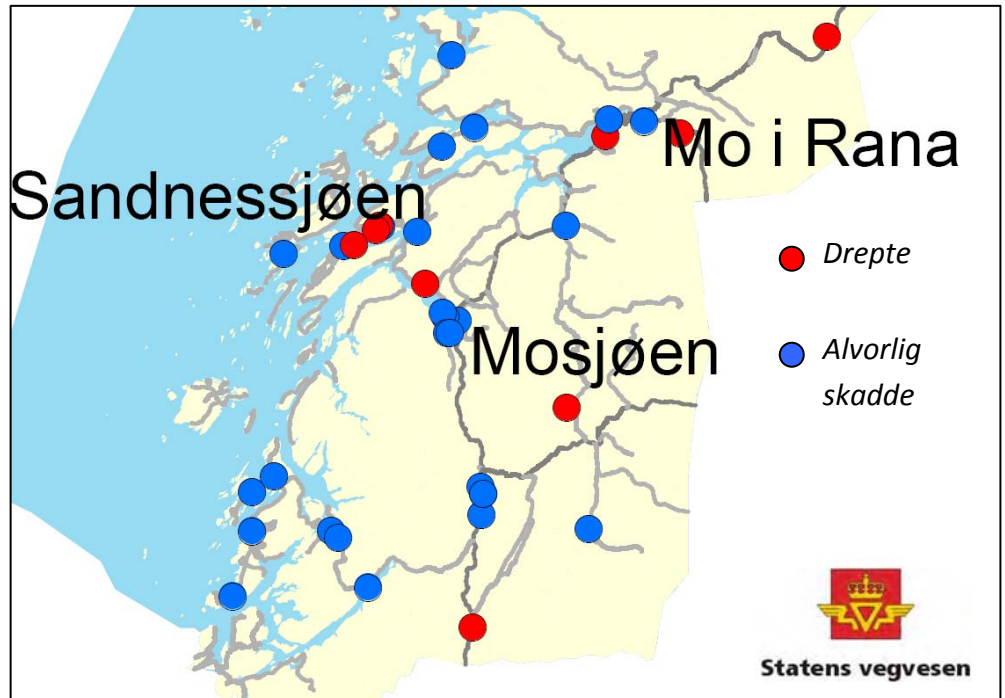 Mo i Rana
Sandnessjøen
Drepte
Mosjøen
Alvorlig
skadde
Statens vegvesen